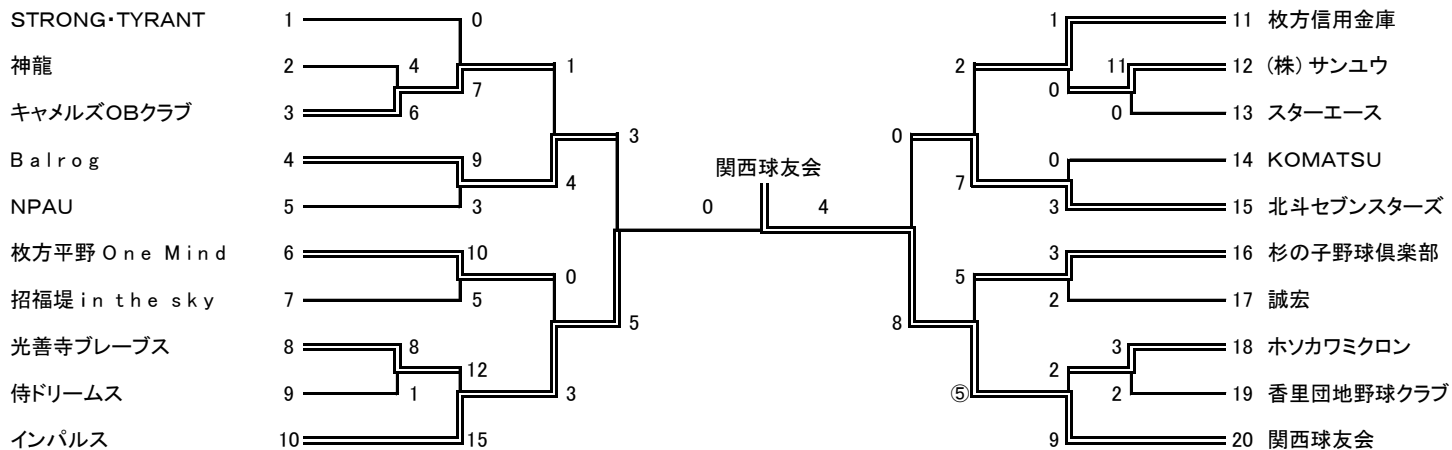 STRONG・TYRANT 1 0 1 11 枚方信用金庫
神龍 2 4 1 2 11 12 (株)サンユウ
7 0
キャメルズOBクラブ 3 6 0 13 スターエース
3 0
Balrog 4 9 0 14 KOMATSU
関西球友会
4 7
NPAU 5 3 0 4 3 15 北斗セブンスターズ
枚方平野 One Mind 6 10 3 16 杉の子野球倶楽部
0 5
招福堤 in the sky 7 5 2 17 誠宏
5 8
光善寺ブレーブス 8 8 3 18 ホソカワミクロン
12 2
侍ドリームス 9 1 3 ⑤ 2 19 香里団地野球クラブ
インパルス 10 15 9 20 関西球友会